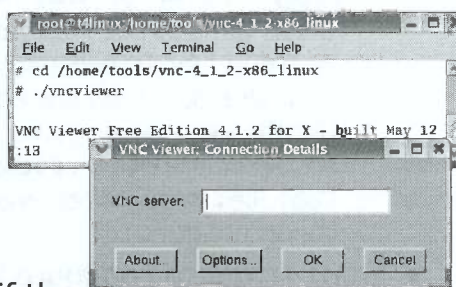 root@t4linux:/home/tools/vnc-4_1_2-x86_linux
File Edit View Terminal Go Help
# cd /home/tools/vnc-4_1_2-x86_linux
# ./vncviewer
VNC Viewer Free Edition 4.1.2 for X - built May 12
:13
VNC Viewer: Connection Details
VNC server:
About... Options... OK Cancel